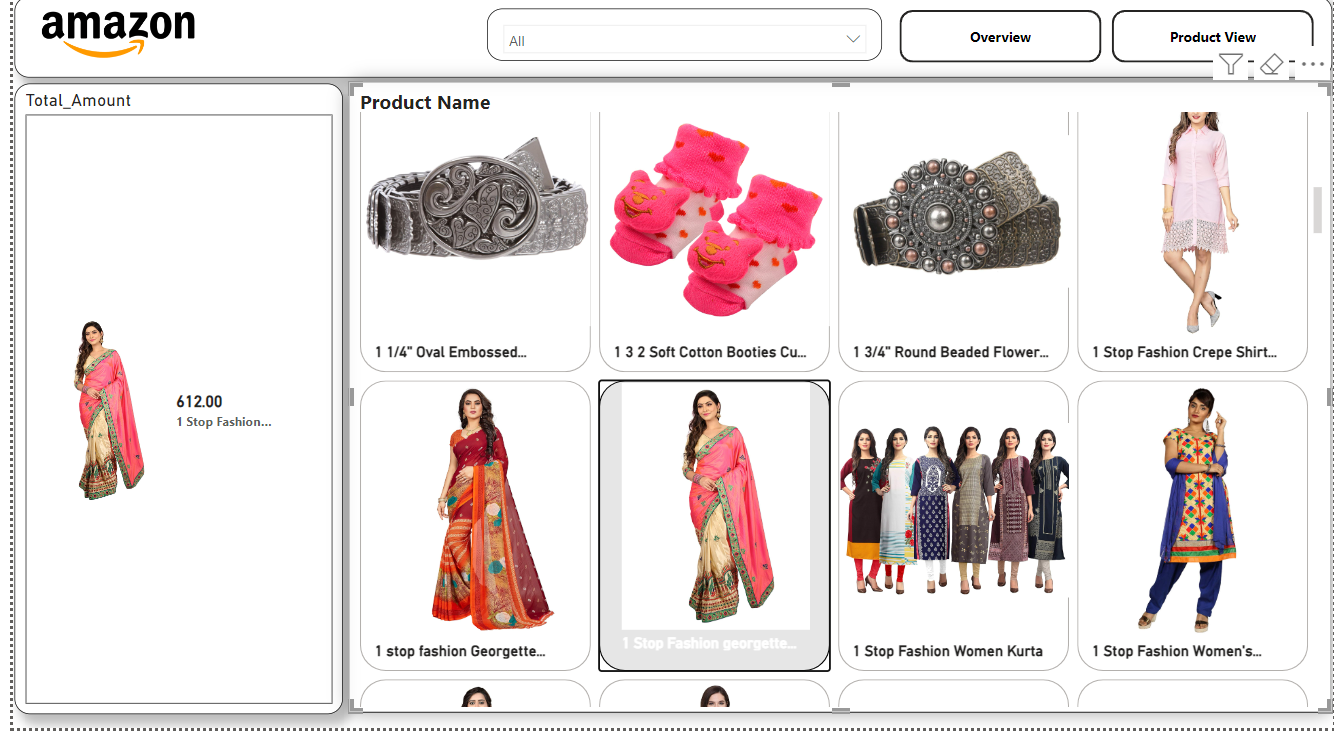 amazon
All
Overview
Product View
Total_Amount
612.00
1 Stop Fashion...
Product Name
1 1/4" Oval Embossed...
1 3 2 Soft Cotton Booties Cu...
1 3/4" Round Beaded Flower...
1 Stop Fashion Crepe Shirt...
1 stop fashion Georgette...
1 Stop Fashion georgette...
1 Stop Fashion Women Kurta
1 Stop Fashion Women's...